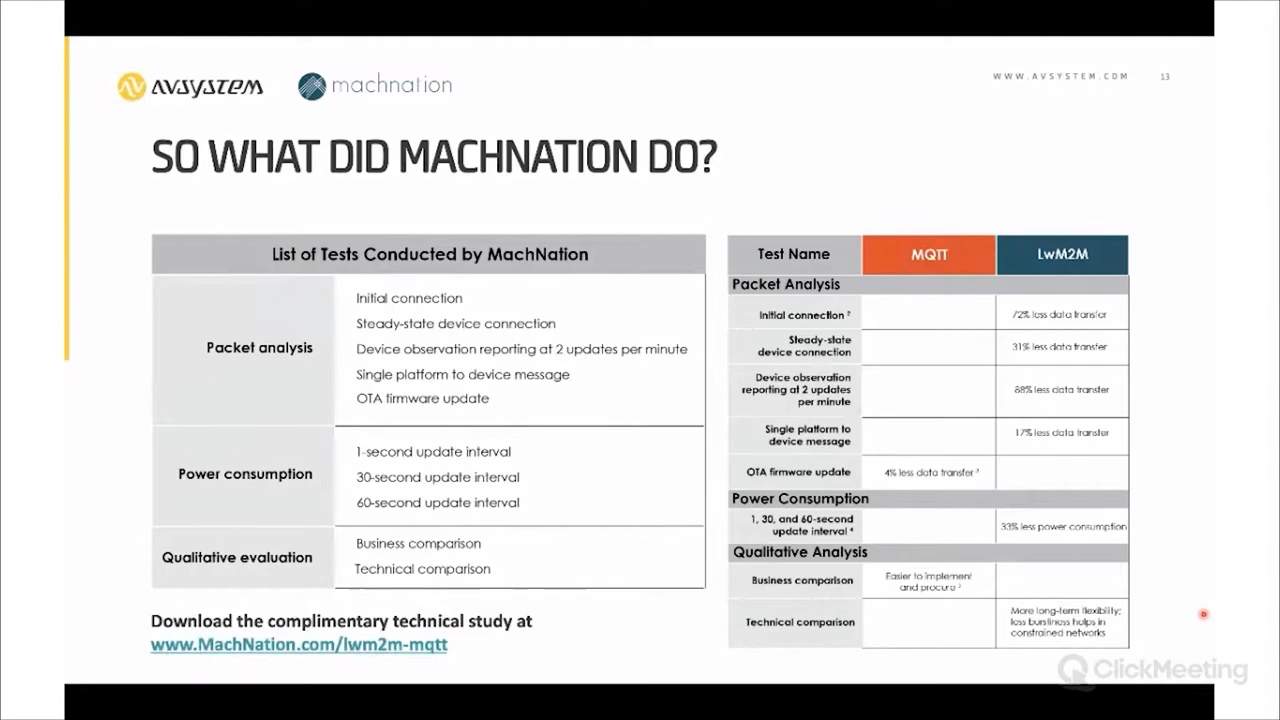 AVSYSTEM
machnation
WWW.AVSYSTEM.COM 13
SO WHAT DID MACHNATION DO?
List of Tests Conducted by MachNation
Packet analysis
Initial connection
Steady-state device connection
Device observation reporting at 2 updates per minute
Single platform to device message
OTA firmware update
Power consumption
1-second update interval
30-second update interval
60-second update interval
Qualitative evaluation
Business comparison
Technical comparison
Download the complimentary technical study at
www.MachNation.com/lwm2m-mqtt
Test Name MQTT LwM2M
Packet Analysis
Initial connection ²
72% less data transfer
Steady-state
device connection
31% less data transfer
Device observation
reporting at 2 updates
per minute
88% less data transfer
Single platform to
device message
17% less data transfer
OTA firmware update
4% less data transfer ³
Power Consumption
1, 30, and 60-second
update interval ⁴
33% less power consumption
Qualitative Analysis
Business comparison
Easier to implement
and procure
Technical comparison
More long-term flexibility;
less burstiness helps in
constrained networks
ClickMeeting